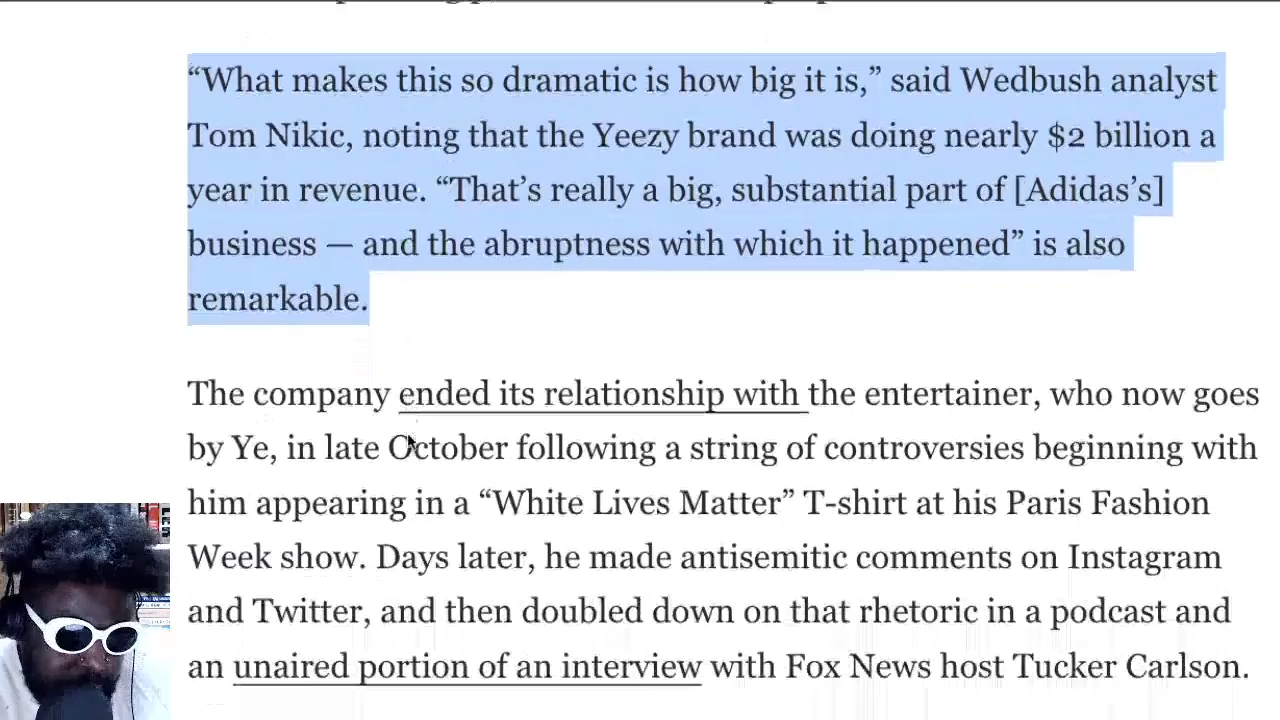 “What makes this so dramatic is how big it is,” said Wedbush analyst
Tom Nikic, noting that the Yeezy brand was doing nearly $2 billion a
year in revenue. “That’s really a big, substantial part of [Adidas’s]
business — and the abruptness with which it happened” is also
remarkable.
The company ended its relationship with the entertainer, who now goes
by Ye, in late October following a string of controversies beginning with
him appearing in a “White Lives Matter” T-shirt at his Paris Fashion
Week show. Days later, he made antisemitic comments on Instagram
and Twitter, and then doubled down on that rhetoric in a podcast and
an unaired portion of an interview with Fox News host Tucker Carlson.